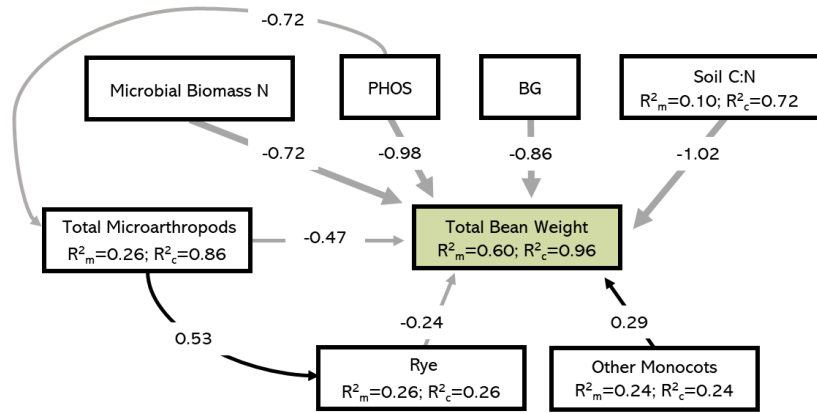 -0.72
Microbial Biomass N
PHOS
BG
Soil C:N
R²ₘ=0.10; R²c=0.72
-0.72
-0.98
-0.86
-1.02
Total Microarthropods
R²ₘ=0.26; R²c=0.86
-0.47
Total Bean Weight
R²ₘ=0.60; R²c=0.96
0.53
-0.24
0.29
Rye
R²ₘ=0.26; R²c=0.26
Other Monocots
R²ₘ=0.24; R²c=0.24